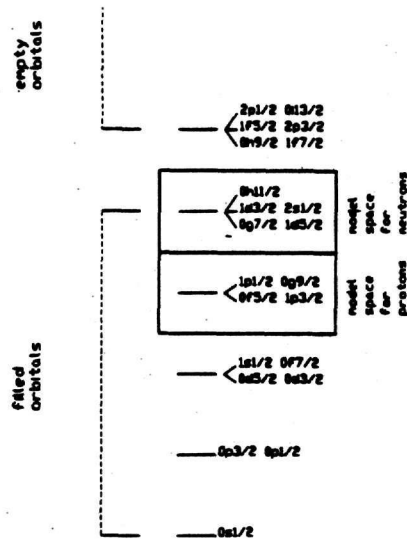 empty
orbitals
2p1/2 0i13/2
1f5/2 2p3/2
0h9/2 1f7/2
0h11/2
1d3/2 2s1/2
0g7/2 1d5/2
model
space
for
neutrons
1p1/2 0g9/2
0f5/2 1p3/2
model
space
for
protons
filled
orbitals
1s1/2 0f7/2
0d5/2 0d3/2
0p3/2 0p1/2
0s1/2